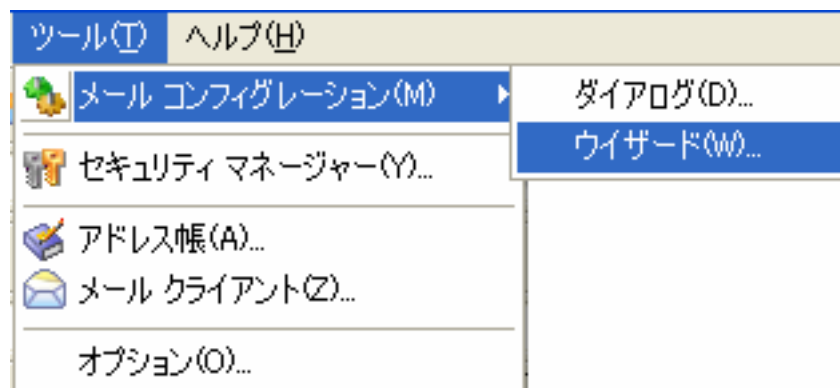 ツール(T) ヘルプ(H)
メール コンフィグレーション(M)
ダイアログ(D)...
ウイザード(W)...
セキュリティ マネージャー(Y)...
アドレス帳(A)...
メール クライアント(Z)...
オプション(O)...